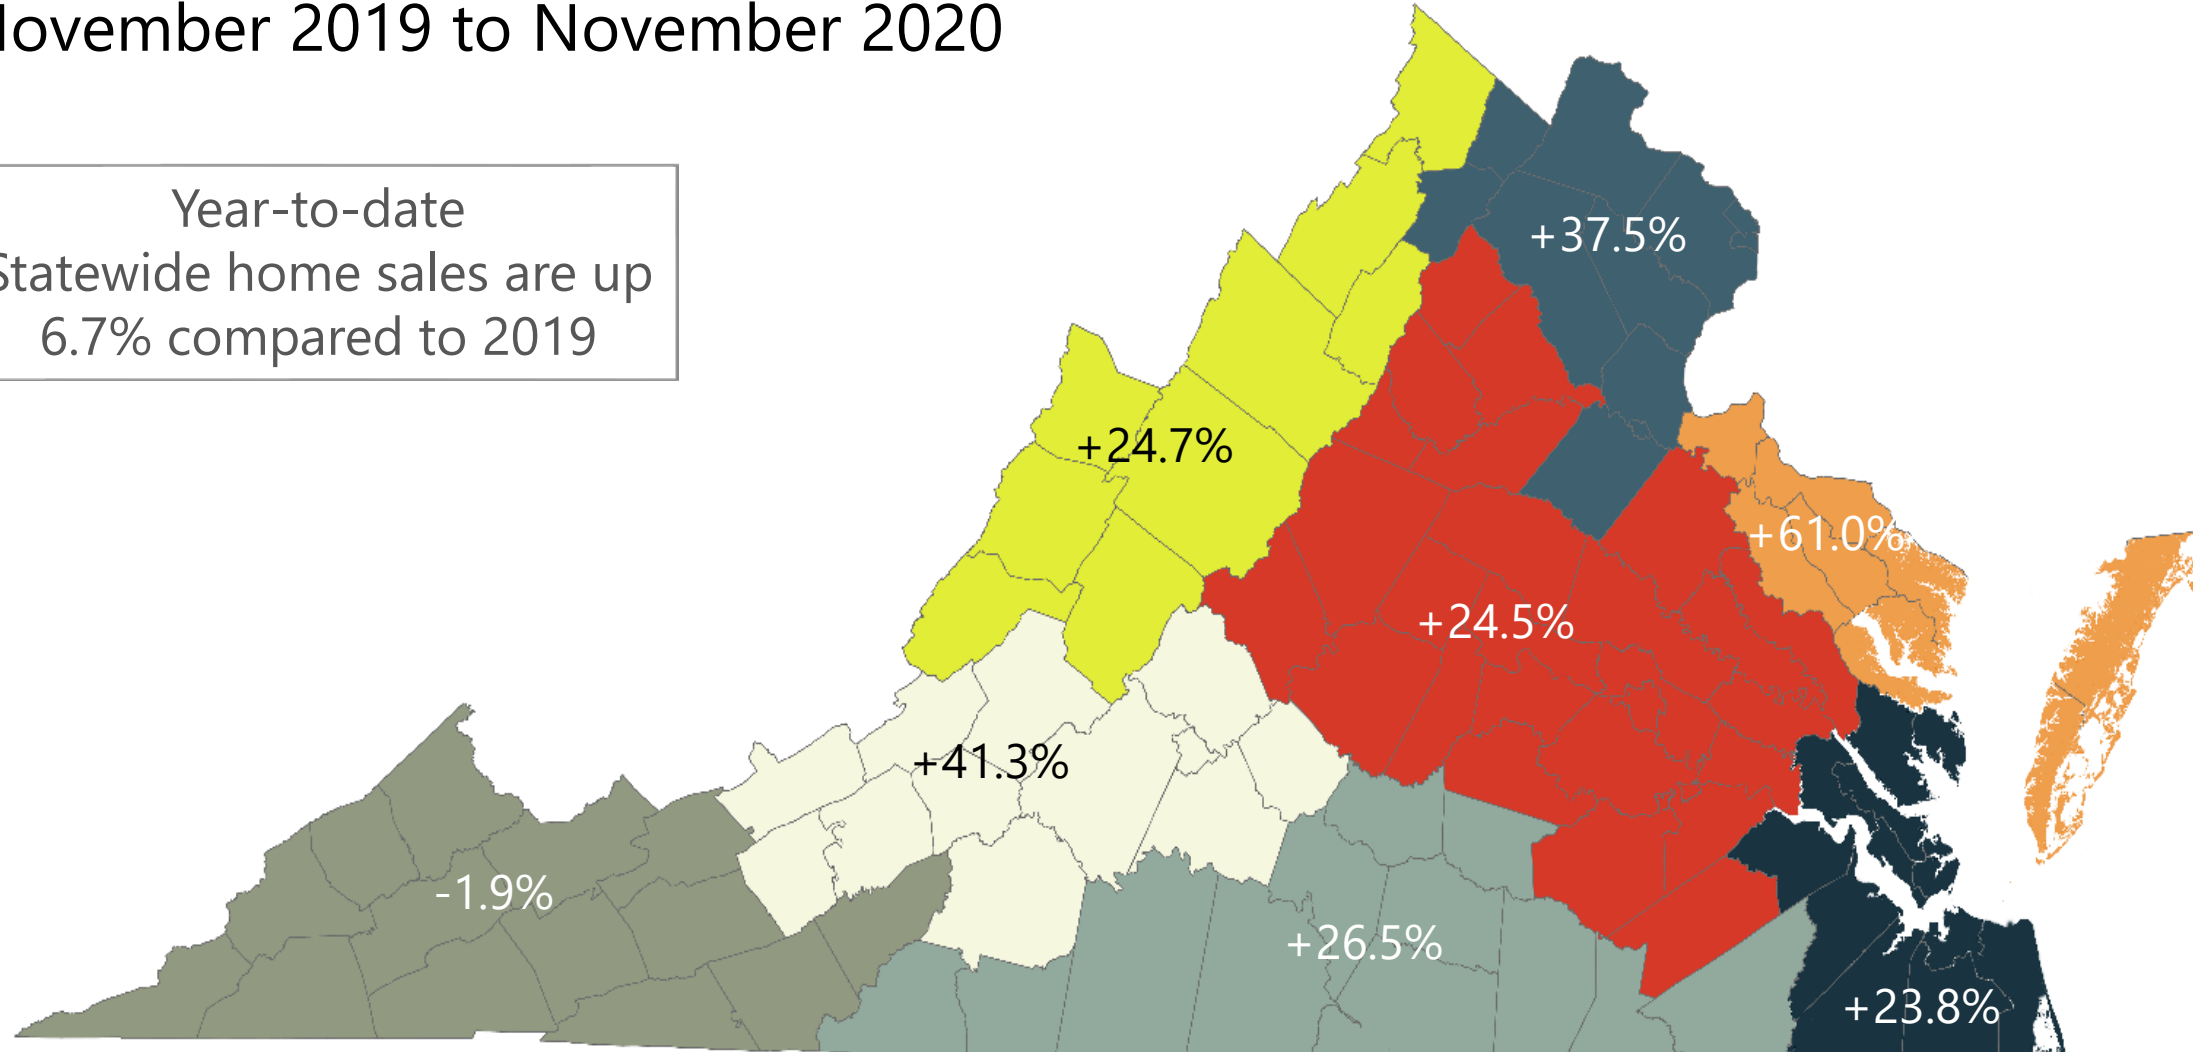 November 2019 to November 2020
Year-to-date
Statewide home sales are up
6.7% compared to 2019
+37.5%
+24.7%
+61.0%
+24.5%
+41.3%
-1.9%
+26.5%
+23.8%